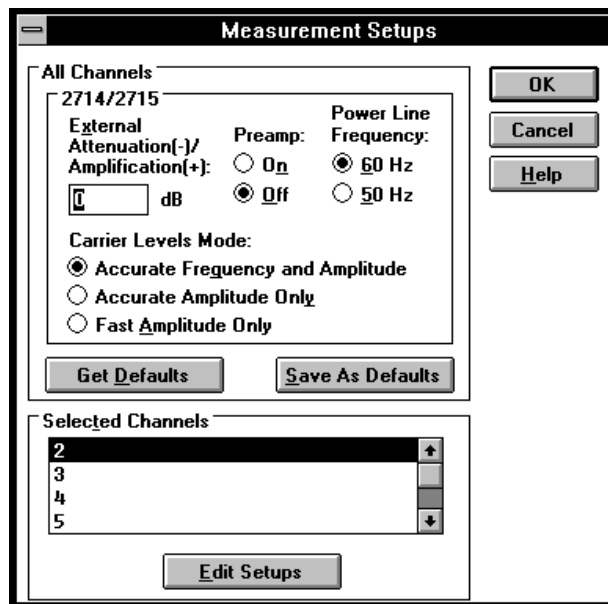 Measurement Setups
All Channels
2714/2715
External
Attenuation(-)/
Amplification(+):
0 dB
Preamp:
On
Off
Power Line
Frequency:
60 Hz
50 Hz
Carrier Levels Mode:
Accurate Frequency and Amplitude
Accurate Amplitude Only
Fast Amplitude Only
Get Defaults
Save As Defaults
Selected Channels
2
3
4
5
Edit Setups
OK
Cancel
Help